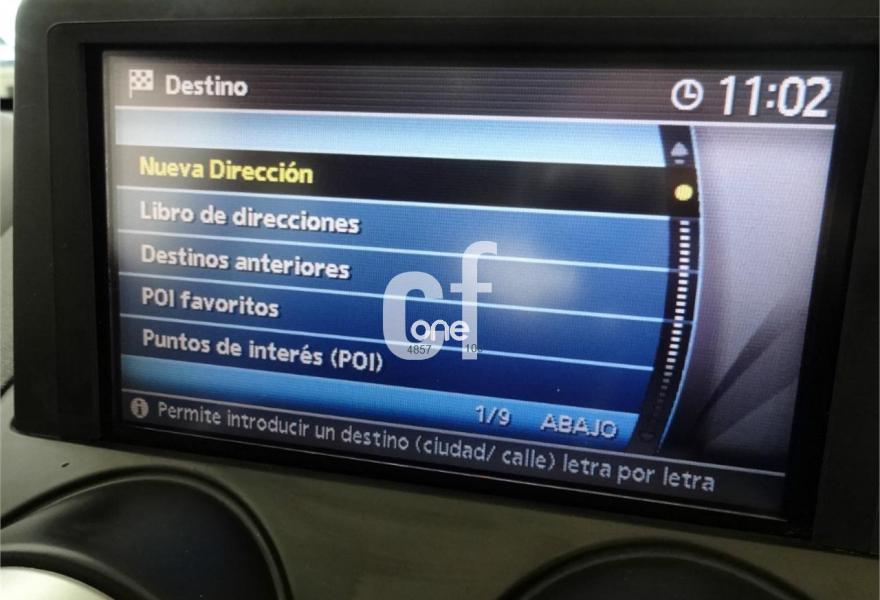 Destino
11:02
Nueva Dirección
Libro de direcciones
Destinos anteriores
POI favoritos
Puntos de interés (POI)
1/9 ABAJO
Permite introducir un destino (ciudad/ calle) letra por letra
cf
one
4857